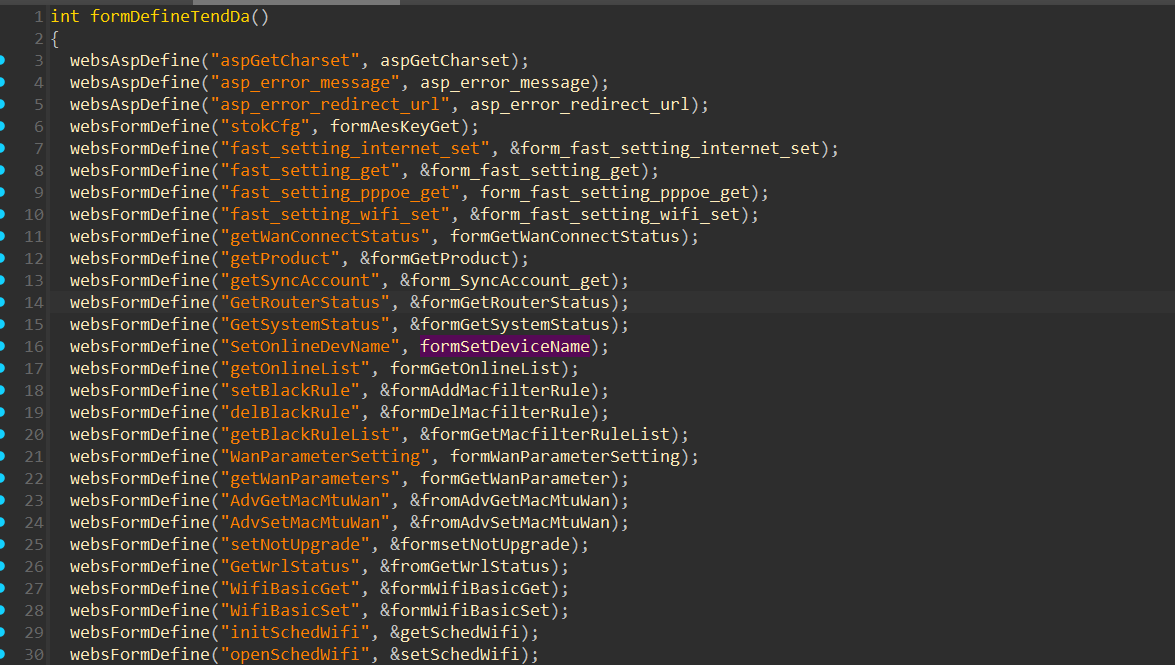 1 int formDefineTendDa()
2 {
3 websAspDefine("aspGetCharset", aspGetCharset);
4 websAspDefine("asp_error_message", asp_error_message);
5 websAspDefine("asp_error_redirect_url", asp_error_redirect_url);
6 websFormDefine("stokCfg", formAesKeyGet);
7 websFormDefine("fast_setting_internet_set", &form_fast_setting_internet_set);
8 websFormDefine("fast_setting_get", &form_fast_setting_get);
9 websFormDefine("fast_setting_pppoe_get", form_fast_setting_pppoe_get);
10 websFormDefine("fast_setting_wifi_set", &form_fast_setting_wifi_set);
11 websFormDefine("getWanConnectStatus", formGetWanConnectStatus);
12 websFormDefine("getProduct", &formGetProduct);
13 websFormDefine("getSyncAccount", &form_SyncAccount_get);
14 websFormDefine("GetRouterStatus", &formGetRouterStatus);
15 websFormDefine("GetSystemStatus", &formGetSystemStatus);
16 websFormDefine("SetOnlineDevName", formSetDeviceName);
17 websFormDefine("getOnlineList", formGetOnlineList);
18 websFormDefine("setBlackRule", &formAddMacfilterRule);
19 websFormDefine("delBlackRule", &formDelMacfilterRule);
20 websFormDefine("getBlackRuleList", &formGetMacfilterRuleList);
21 websFormDefine("WanParameterSetting", formWanParameterSetting);
22 websFormDefine("getWanParameters", formGetWanParameter);
23 websFormDefine("AdvGetMacMtuWan", &fromAdvGetMacMtuWan);
24 websFormDefine("AdvSetMacMtuWan", &fromAdvSetMacMtuWan);
25 websFormDefine("setNotUpgrade", &formsetNotUpgrade);
26 websFormDefine("GetWrlStatus", &fromGetWrlStatus);
27 websFormDefine("WifiBasicGet", &formWifiBasicGet);
28 websFormDefine("WifiBasicSet", &formWifiBasicSet);
29 websFormDefine("initSchedWifi", &getSchedWifi);
30 websFormDefine("openSchedWifi", &setSchedWifi);